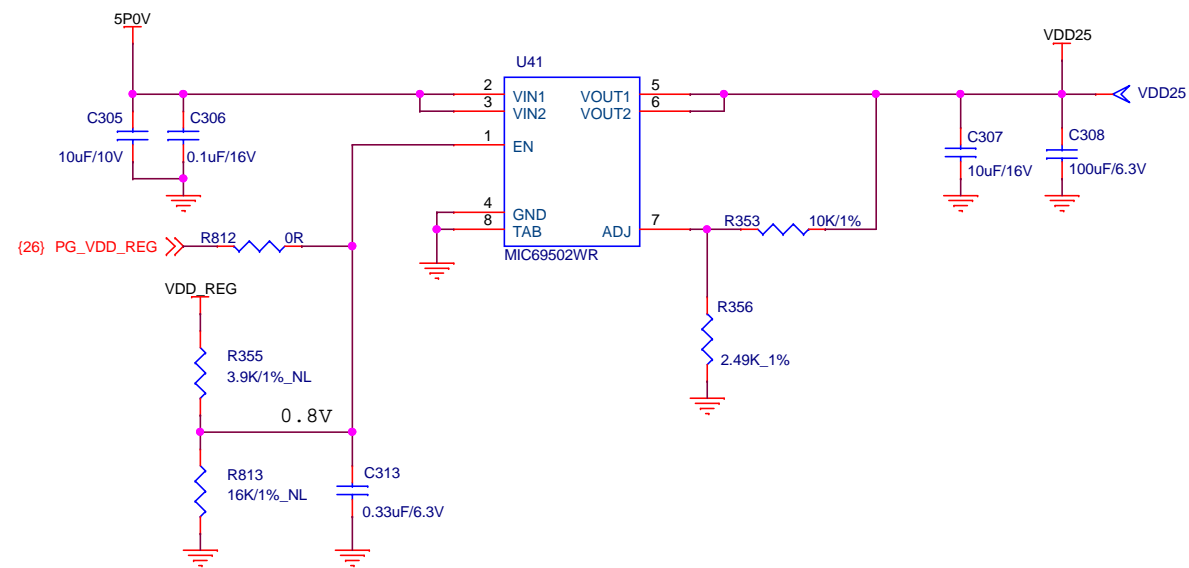 5P0V
VDD25
U41
2
VIN1
VOUT1
5
3
VIN2
VOUT2
6
VDD25
C305
10uF/10V
C306
0.1uF/16V
1
EN
C307
10uF/16V
C308
100uF/6.3V
4
GND
8
TAB
ADJ
7
MIC69502WR
R353
10K/1%
{26} PG_VDD_REG
R812
0R
VDD_REG
R356
2.49K_1%
R355
3.9K/1%_NL
0.8V
R813
16K/1%_NL
C313
0.33uF/6.3V